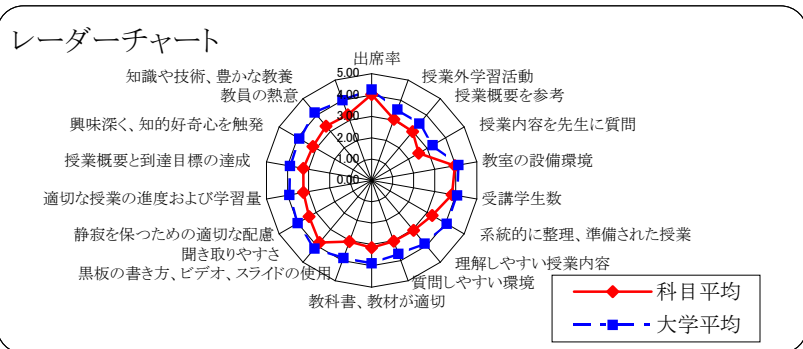 レーダーチャート
出席率
授業外学習活動
授業概要を参考
授業内容を先生に質問
教室の設備環境
受講学生数
系統的に整理、準備された授業
理解しやすい授業内容
質問しやすい環境
教科書、教材が適切
黒板の書き方、ビデオ、スライドの使用
聞き取りやすさ
静寂を保つための適切な配慮
適切な授業の進度および学習量
授業概要と到達目標の達成
興味深く、知的好奇心を触発
教員の熱意
知識や技術、豊かな教養
5.00
4.00
3.00
2.00
1.00
0.00
科目平均
大学平均